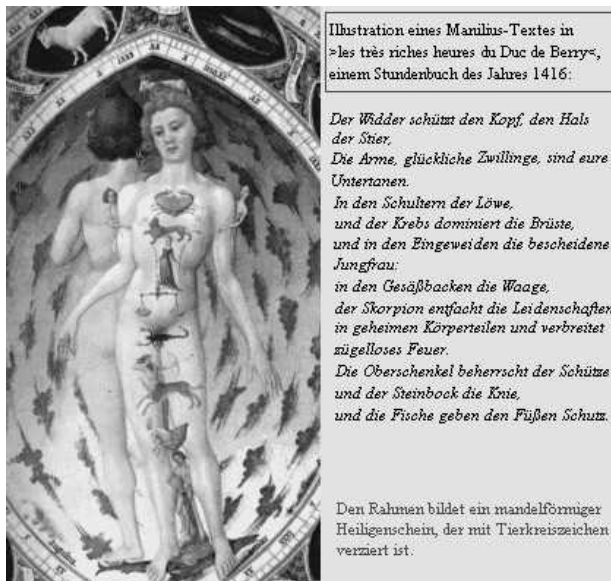 Illustration eines Manilius-Textes in
>les très riches heures du Duc de Berry<,
einem Stundenbuch des Jahres 1416:
Der Widder schützt den Kopf, den Hals
der Stier,
Die Arme, glückliche Zwillinge, sind eure
Untertanen.
In den Schultern der Löwe,
und der Krebs dominiert die Brüste,
und in den Eingeweiden die bescheidene
Jungfrau:
in den Gesäßbacken die Waage,
der Skorpion entfacht die Leidenschaften
in geheimen Körperteilen und verbreitet
zügelloses Feuer.
Die Oberschenkel beherrscht der Schütze
und der Steinbock die Knie,
und die Fische geben den Füßen Schutz.
Den Rahmen bildet ein mandelförmiger
Heiligenschein, der mit Tierkreiszeichen
verziert ist.